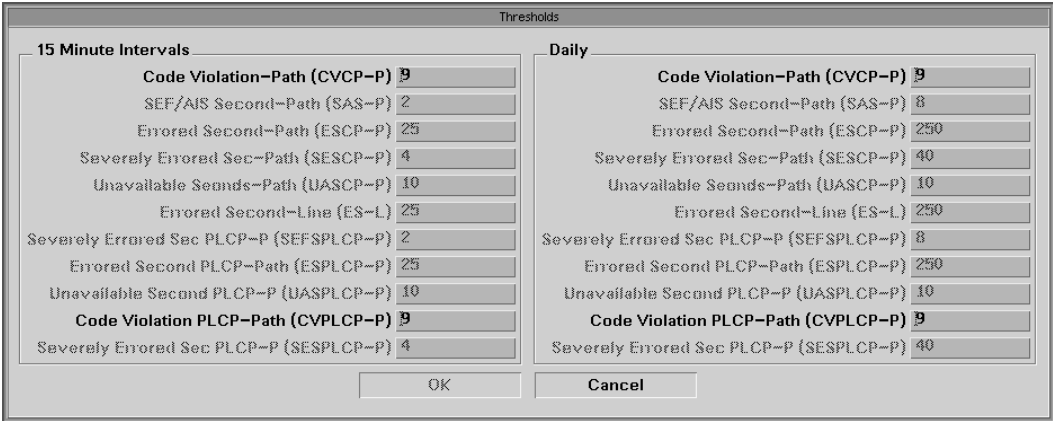 Thresholds
15 Minute Intervals
Code Violation-Path (CVCP-P) 9
SEF/AIS Second-Path (SAS-P) 2
Errored Second-Path (ESCP-P) 25
Severely Errored Sec-Path (SESCP-P) 4
Unavailable Seonds-Path (UASCP-P) 10
Errored Second-Line (ES-L) 25
Severely Errored Sec PLCP-P (SEFSPLCP-P) 2
Errored Second PLCP-Path (ESPLCP-P) 25
Unavailable Second PLCP-P (UASPLCP-P) 10
Code Violation PLCP-Path (CVPLCP-P) 9
Severely Errored Sec PLCP-P (SESPLCP-P) 4
Daily
Code Violation-Path (CVCP-P) 9
SEF/AIS Second-Path (SAS-P) 8
Errored Second-Path (ESCP-P) 250
Severely Errored Sec-Path (SESCP-P) 40
Unavailable Seonds-Path (UASCP-P) 10
Errored Second-Line (ES-L) 250
Severely Errored Sec PLCP-P (SEFSPLCP-P) 8
Errored Second PLCP-Path (ESPLCP-P) 250
Unavailable Second PLCP-P (UASPLCP-P) 10
Code Violation PLCP-Path (CVPLCP-P) 9
Severely Errored Sec PLCP-P (SESPLCP-P) 40
OK
Cancel